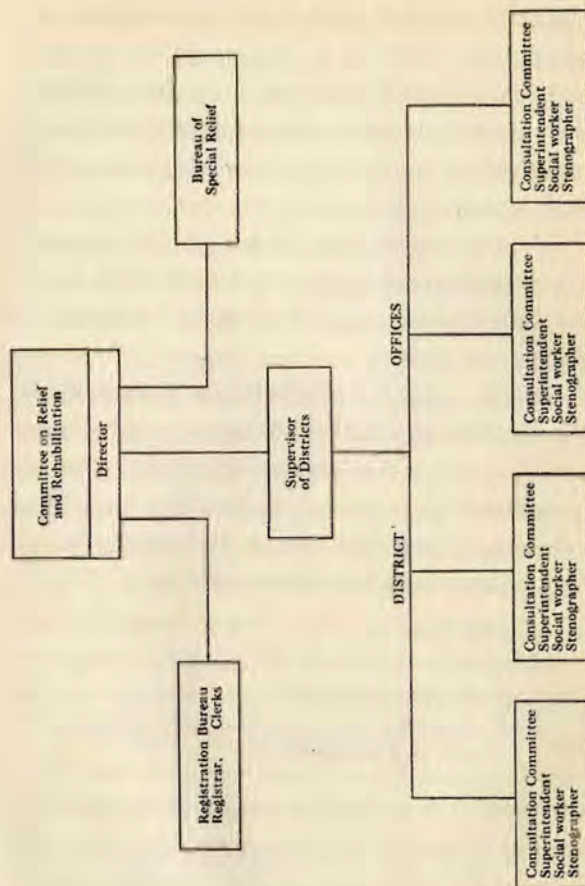 Committee on Relief
and Rehabilitation
Director
Registration Bureau
Registrar. Clerks
Bureau of
Special Relief
Supervisor
of Districts
DISTRICT OFFICES
Consultation Committee
Superintendent
Social worker
Stenographer
Consultation Committee
Superintendent
Social worker
Stenographer
Consultation Committee
Superintendent
Social worker
Stenographer
Consultation Committee
Superintendent
Social worker
Stenographer